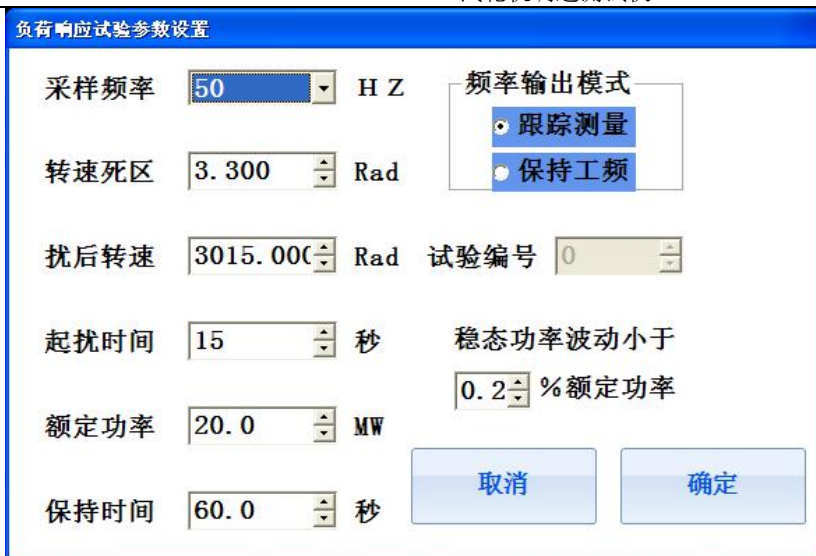 负荷响应试验参数设置
采样频率 50 HZ
频率输出模式
跟踪测量
保持工频
转速死区 3.300 Rad
扰后转速 3015.000 Rad 试验编号 0
起扰时间 15 秒
稳态功率波动小于
0.2 %额定功率
额定功率 20.0 MW
保持时间 60.0 秒
取消 确定